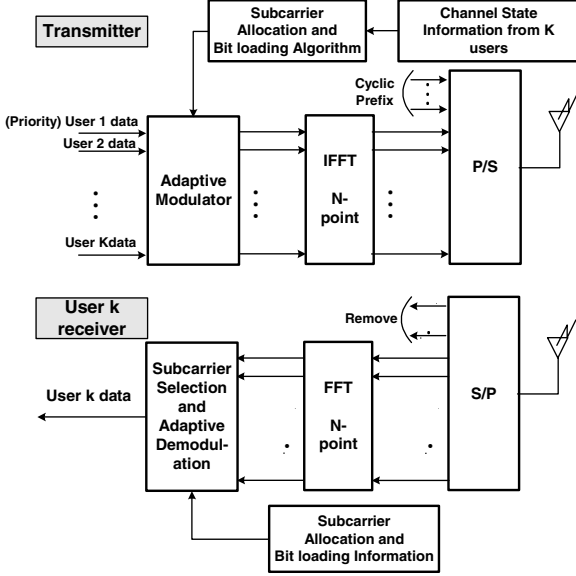 Transmitter
Subcarrier
Allocation and
Bit loading Algorithm
Channel State
Information from K
users
Cyclic
Prefix
(Priority) User 1 data
User 2 data
User Kdata
Adaptive
Modulator
IFFT
N-
point
P/S
User k
receiver
Remove
User k data
Subcarrier
Selection
and
Adaptive
Demodul-
ation
FFT
N-
point
S/P
Subcarrier
Allocation and
Bit loading Information